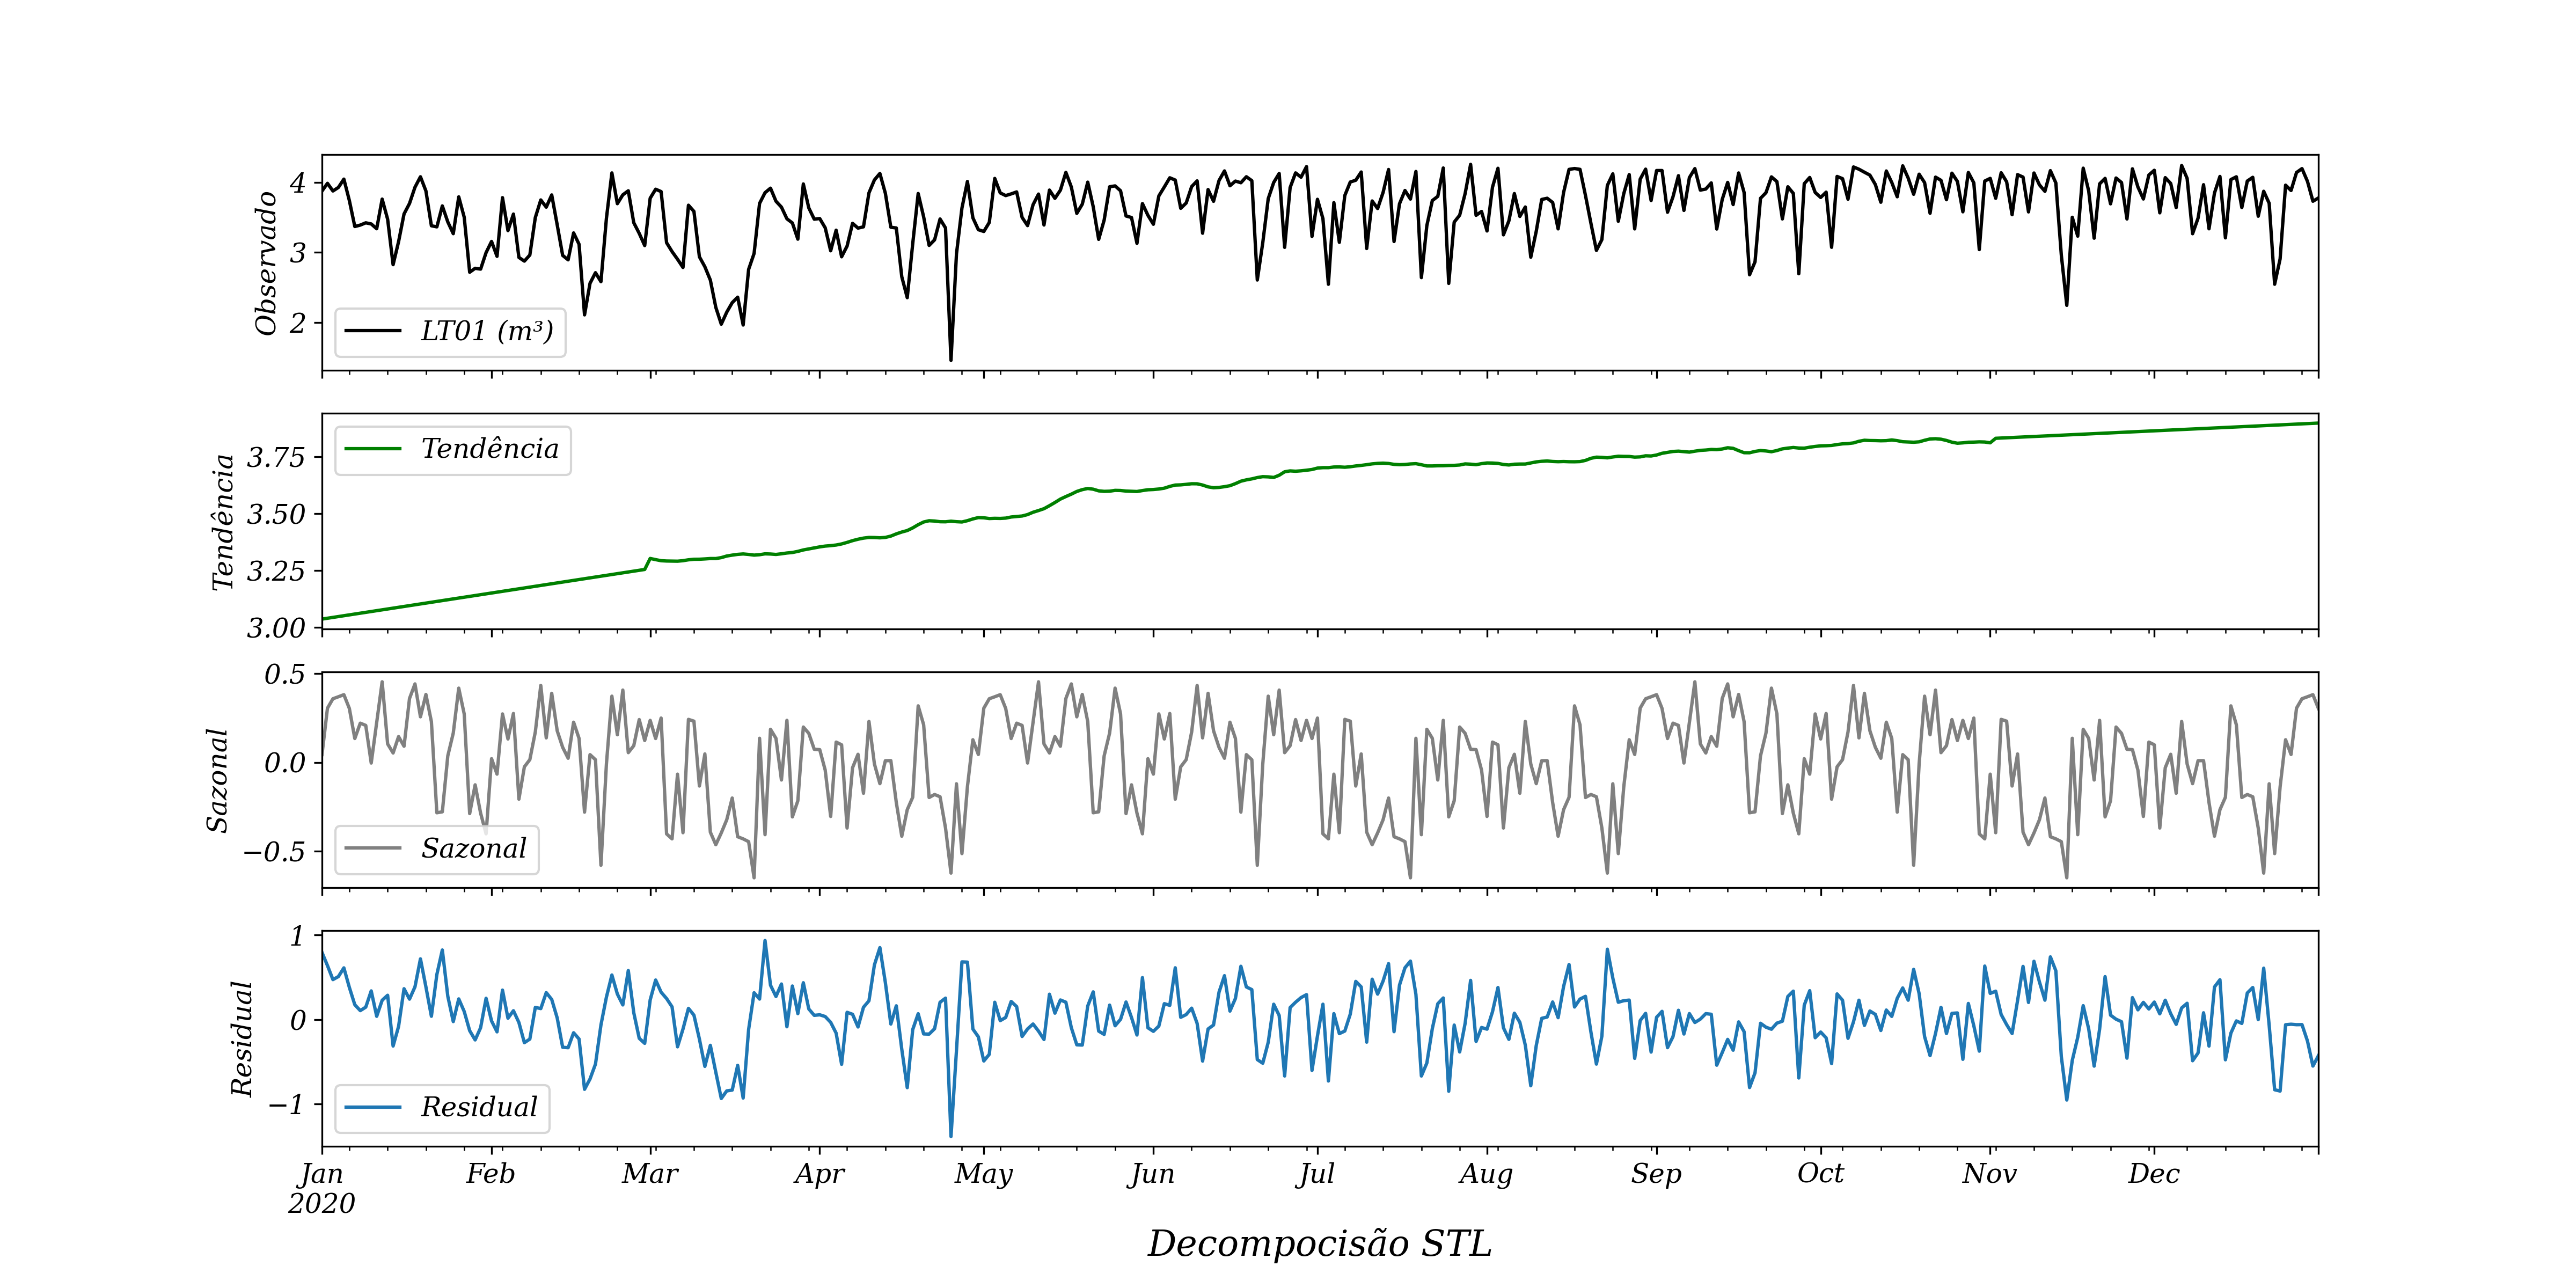 Observado
4
3
2
LT01 (m³)
Tendência
3.75
3.50
3.25
3.00
Tendência
Sazonal
0.5
0.0
−0.5
Sazonal
Residual
1
0
−1
Residual
Jan Feb Mar Apr May Jun Jul Aug Sep Oct Nov Dec
2020
Decompocisão STL